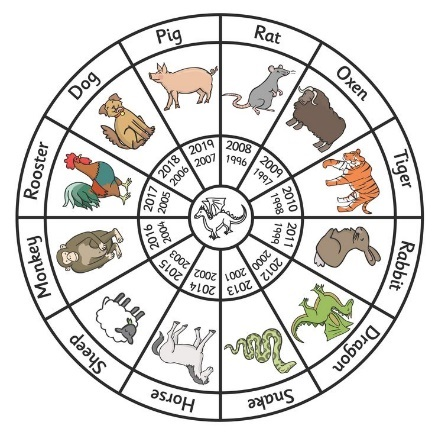 Rat
2008
1996
Oxen
2009
1997
Tiger
2010
1998
Rabbit
2011
1999
Dragon
2012
2000
Snake
2013
2001
Horse
2014
2002
Sheep
2015
2003
Monkey
2016
2004
Rooster
2017
2005
Dog
2018
2006
Pig
2019
2007